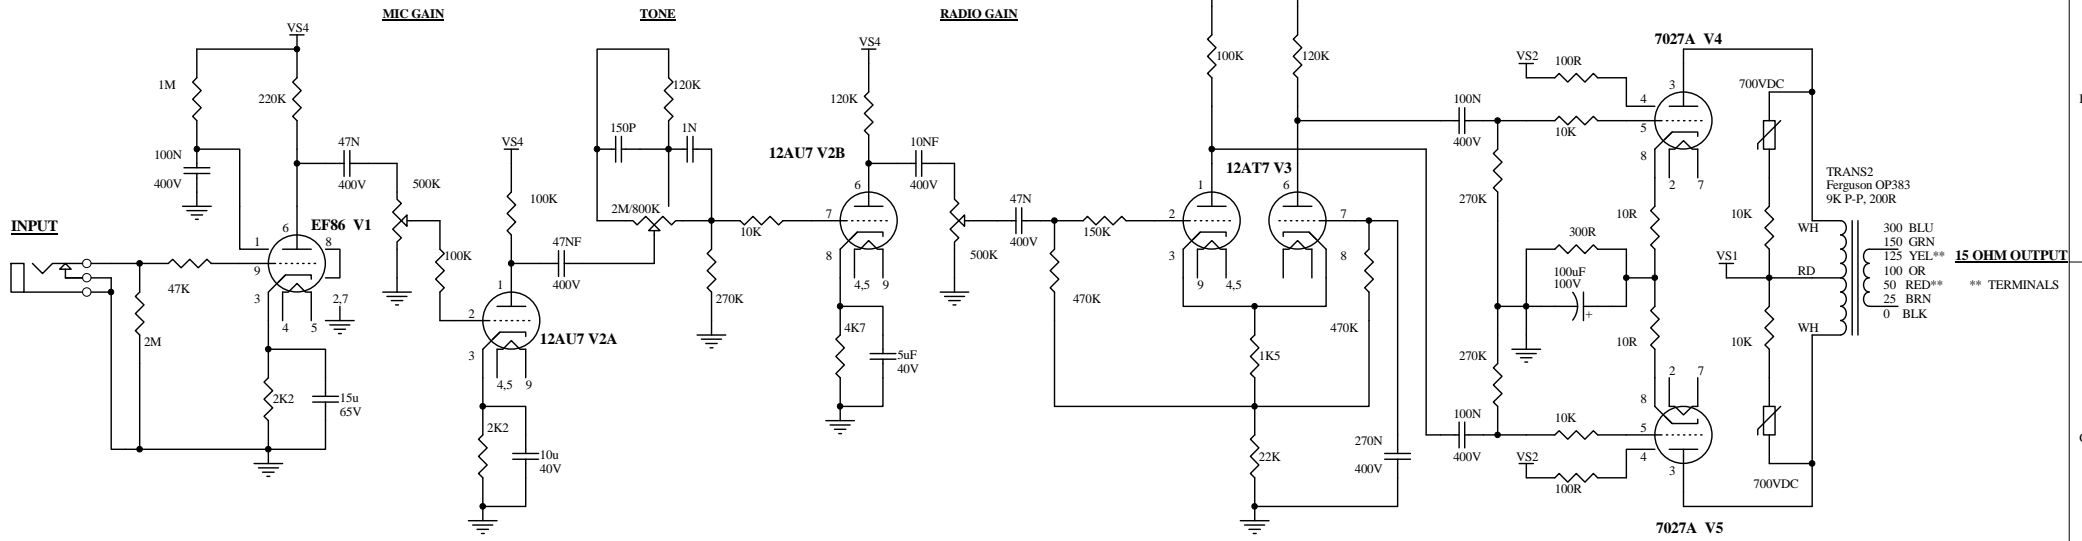 MIC GAIN
TONE
RADIO GAIN
VS4
1M
220K
100N
400V
47N
400V
500K
INPUT
EF86 V1
6
1
8
9
3
2,7
4
5
47K
2M
2K2
15u
65V
100K
VS4
100K
1
2
3
4,5
9
12AU7 V2A
2K2
10u
40V
47NF
400V
120K
150P
1N
2M/800K
10K
270K
VS4
120K
12AU7 V2B
6
7
8
4,5
9
4K7
5uF
40V
10NF
400V
500K
47N
400V
150K
470K
100K
120K
12AT7 V3
1
6
2
7
3
8
9
4,5
470K
1K5
22K
270N
400V
100N
400V
270K
270K
100N
400V
VS2
100R
10K
7027A V4
3
4
5
8
2
7
10R
300R
100uF
100V
+
10R
2
7
8
5
4
3
10K
VS2
100R
7027A V5
700VDC
10K
VS1
10K
700VDC
TRANS2
Ferguson OP383
9K P-P, 200R
WH
RD
WH
300 BLU
150 GRN
125 YEL**
100 OR
50 RED**
25 BRN
0 BLK
15 OHM OUTPUT
** TERMINALS